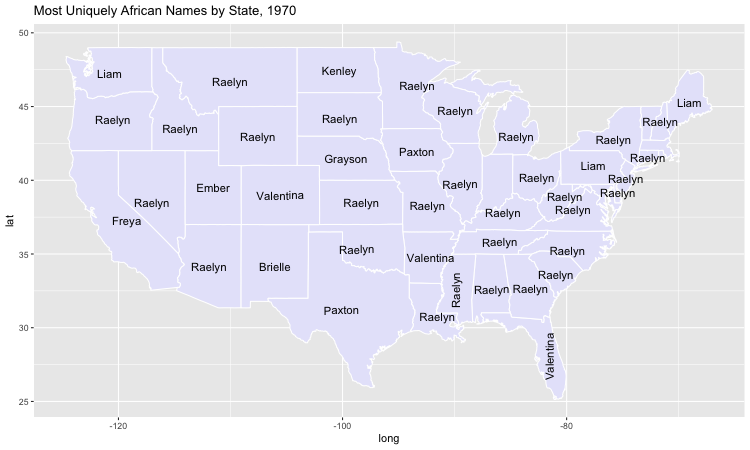 Most Uniquely African Names by State, 1970
50
45
40
35
30
25
lat
Liam
Raelyn
Kenley
Raelyn
Raelyn
Liam
Raelyn
Raelyn
Raelyn
Raelyn
Raelyn
Raelyn
Raelyn
Grayson
Paxton
Raelyn
Raelyn
Liam
Raelyn
Ember
Valentina
Raelyn
Raelyn
Raelyn
Raelyn
Raelyn
Raelyn
Raelyn
Freya
Raelyn
Raelyn
Raelyn
Raelyn
Raelyn
Raelyn
Brielle
Raelyn
Valentina
Raelyn
Raelyn
Raelyn
Raelyn
Paxton
Raelyn
Valentina
-120
-100
-80
long